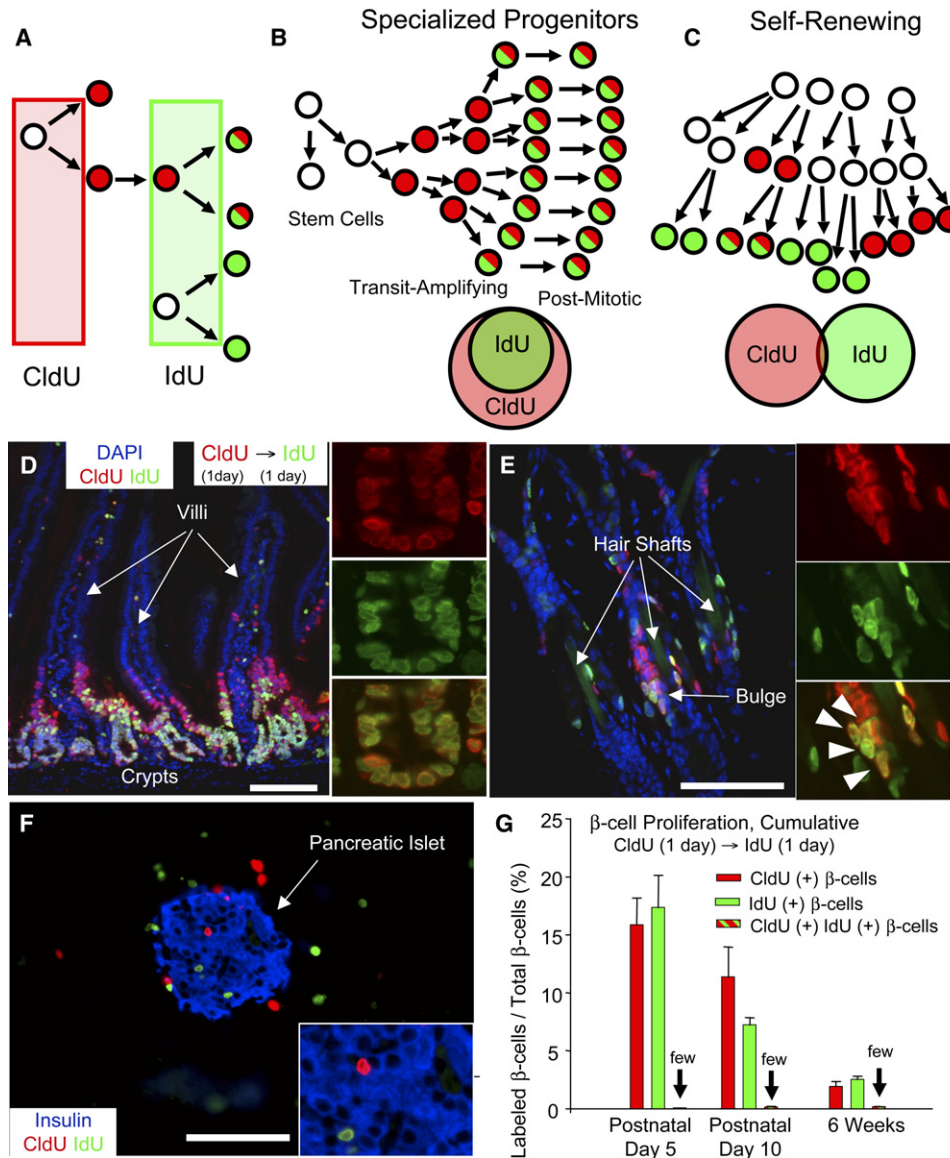 A
CldU
IdU
B
Specialized Progenitors
Stem Cells
Transit-Amplifying
Post-Mitotic
IdU
CldU
C
Self-Renewing
CldU
IdU
D
DAPI
CldU IdU
CldU → IdU
(1day) (1 day)
Villi
Crypts
E
Hair Shafts
Bulge
F
Pancreatic Islet
Insulin
CldU IdU
G
β-cell Proliferation, Cumulative
CldU (1 day) → IdU (1 day)
CldU (+) β-cells
IdU (+) β-cells
CldU (+) IdU (+) β-cells
Labeled β-cells / Total β-cells (%)
25
20
15
10
5
0
few
few
few
Postnatal
Day 5
Postnatal
Day 10
6 Weeks